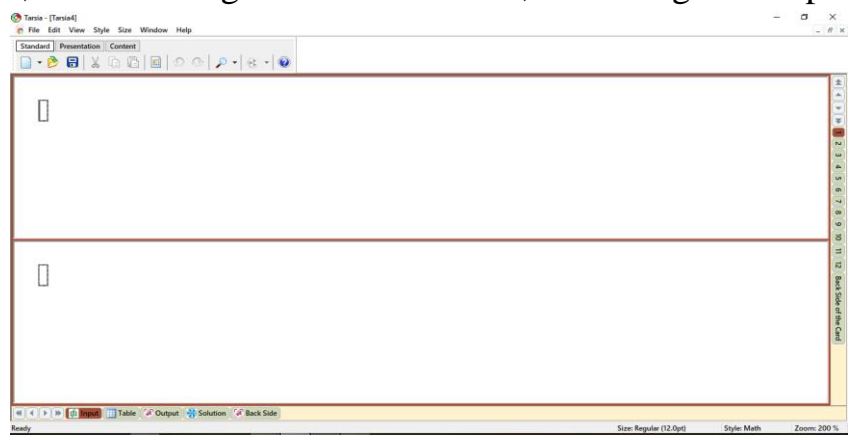 Tarsia - [Tarsia4]
File Edit View Style Size Window Help
Standard Presentation Content
1
2
3
4
5
6
7
8
9
10
11
12
Back Side of the Card
Input Table Output Solution Back Side
Ready Size: Regular (12.0pt) Style: Math Zoom: 200 %